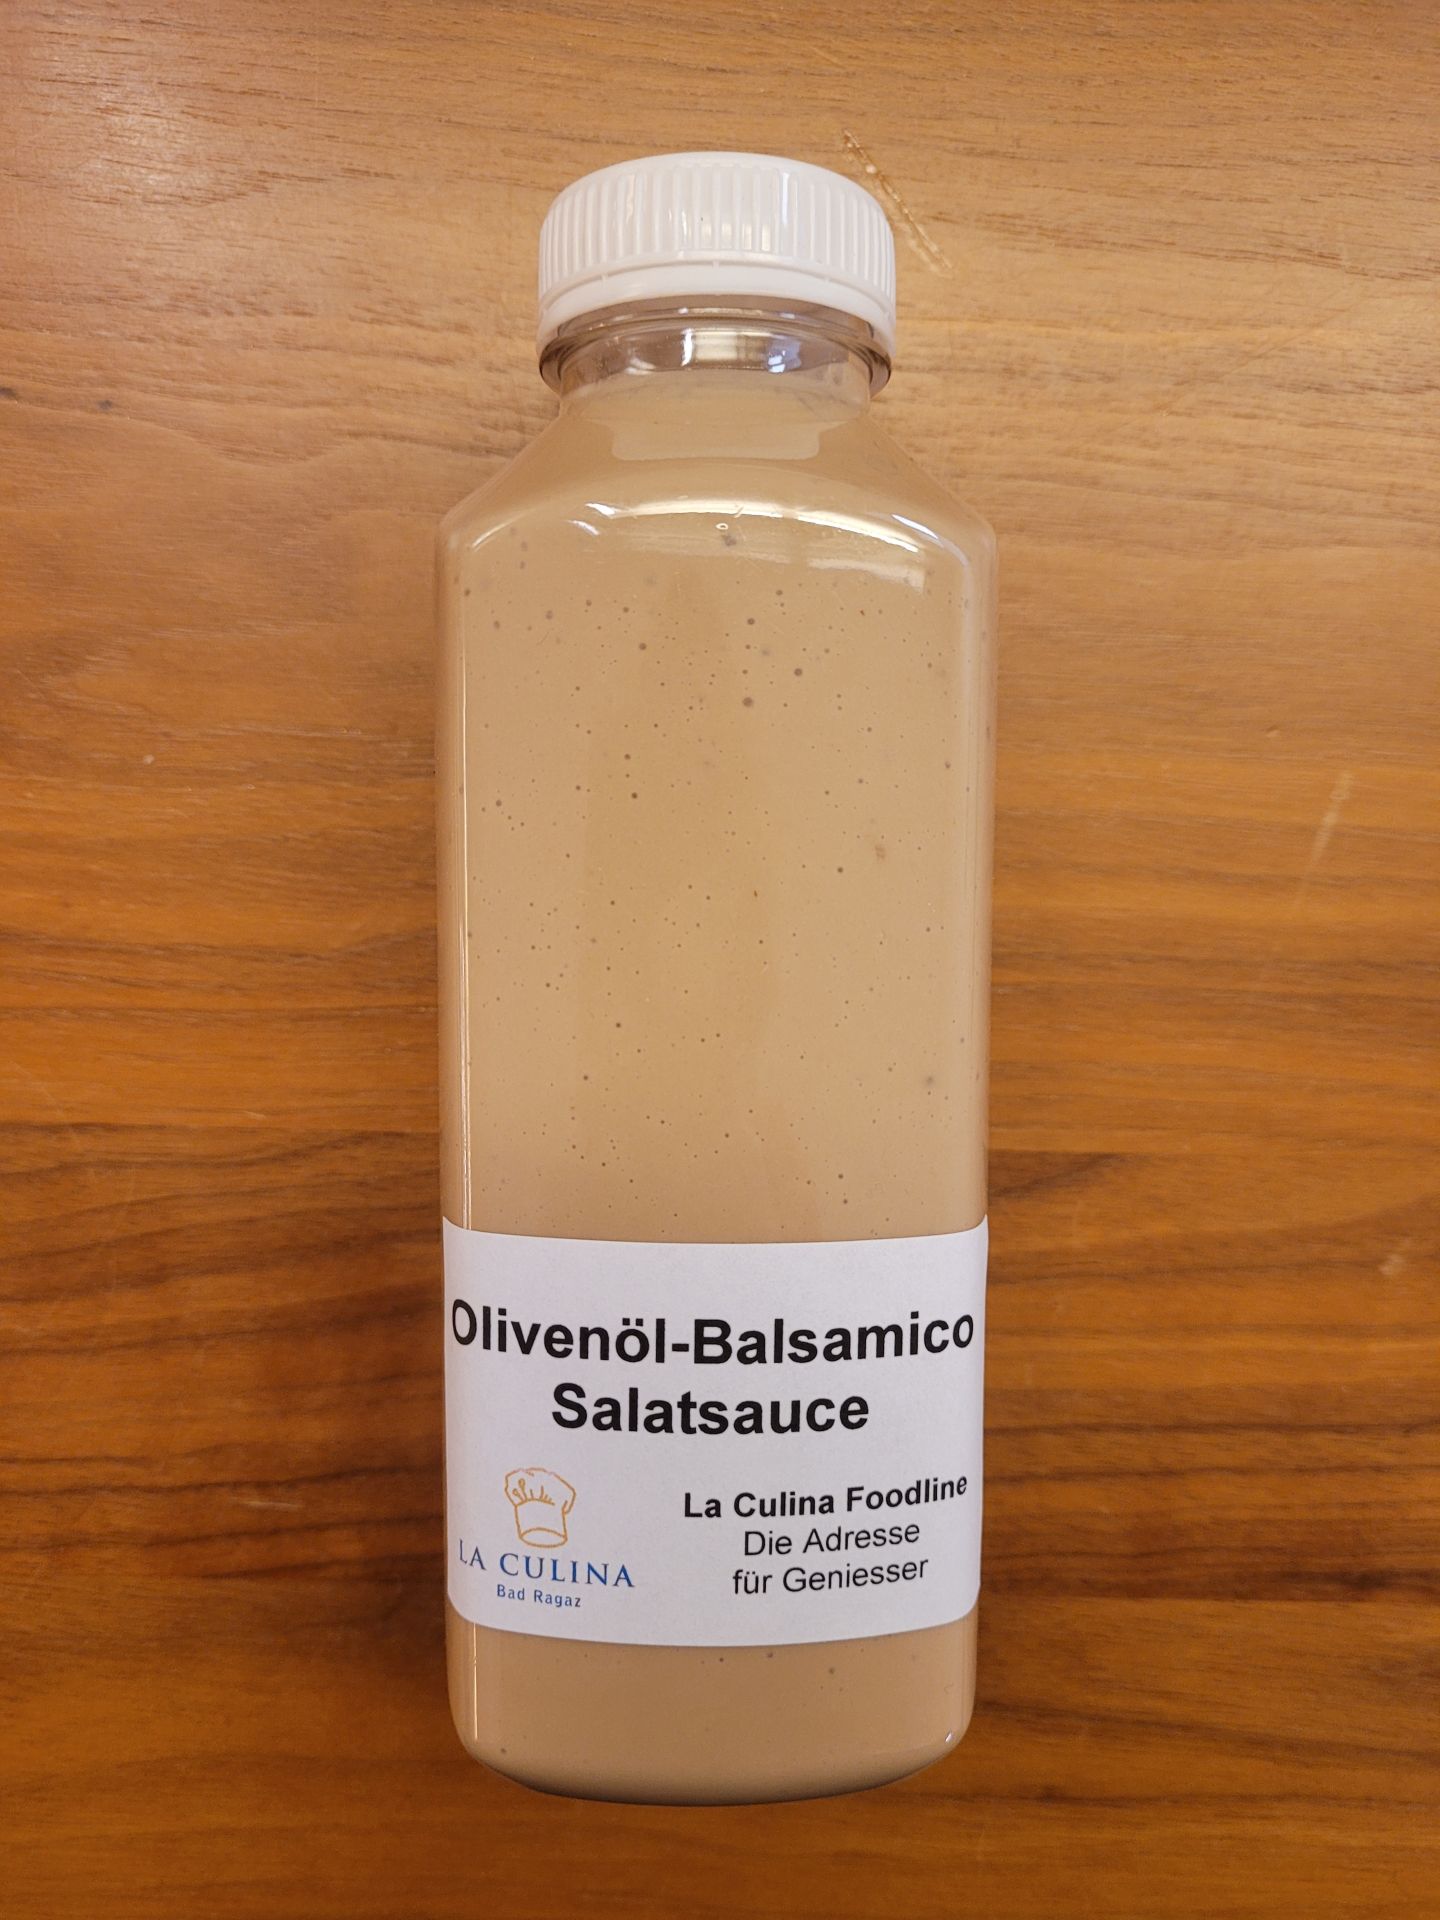 Olivenöl-Balsamico
Salatsauce
LA CULINA
Bad Ragaz
La Culina Foodline
Die Adresse
für Geniesser